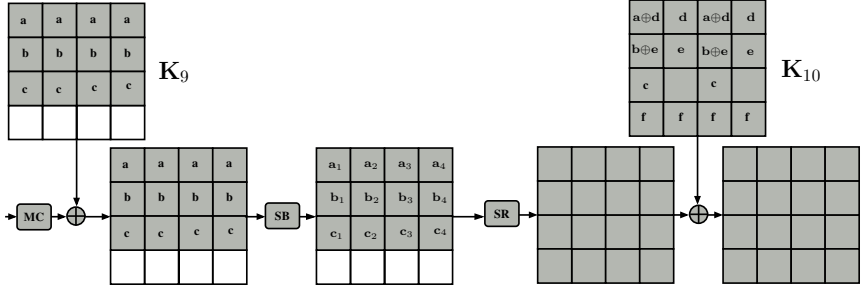 a a a a
b b b b
c c c c
K₉
a⊕d d a⊕d d
b⊕e e b⊕e e
c c
f f f f
K₁₀
MC
a a a a
b b b b
c c c c
SB
a₁ a₂ a₃ a₄
b₁ b₂ b₃ b₄
c₁ c₂ c₃ c₄
SR